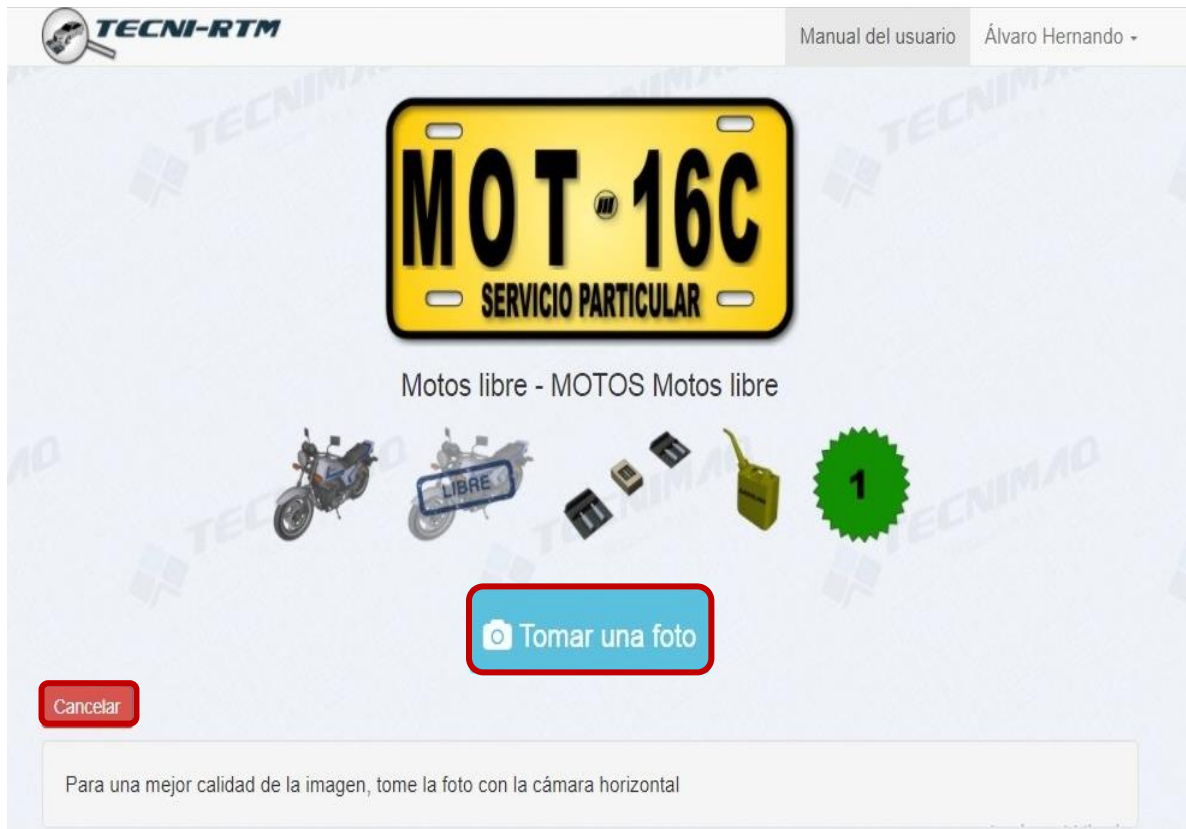 TECNI-RTM
Manual del usuario Álvaro Hernando
MOT 16C
SERVICIO PARTICULAR
Motos libre - MOTOS Motos libre
LIBRE
1
Tomar una foto
Cancelar
Para una mejor calidad de la imagen, tome la foto con la cámara horizontal
TECNIMAQ